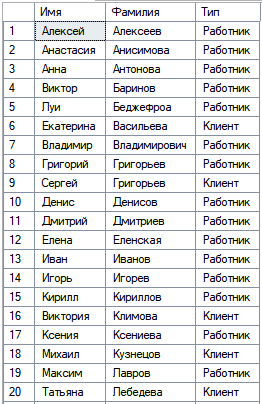 Имя Фамилия Тип
1 Алексей Алексеев Работник
2 Анастасия Анисимова Работник
3 Анна Антонова Работник
4 Виктор Баринов Работник
5 Луи Беджефроа Работник
6 Екатерина Васильева Клиент
7 Владимир Владимирович Работник
8 Григорий Григорьев Работник
9 Сергей Григорьев Клиент
10 Денис Денисов Работник
11 Дмитрий Дмитриев Работник
12 Елена Еленская Работник
13 Иван Иванов Работник
14 Игорь Игорев Работник
15 Кирилл Кириллов Работник
16 Виктория Климова Клиент
17 Ксения Ксениева Работник
18 Михаил Кузнецов Клиент
19 Максим Лавров Работник
20 Татьяна Лебедева Клиент